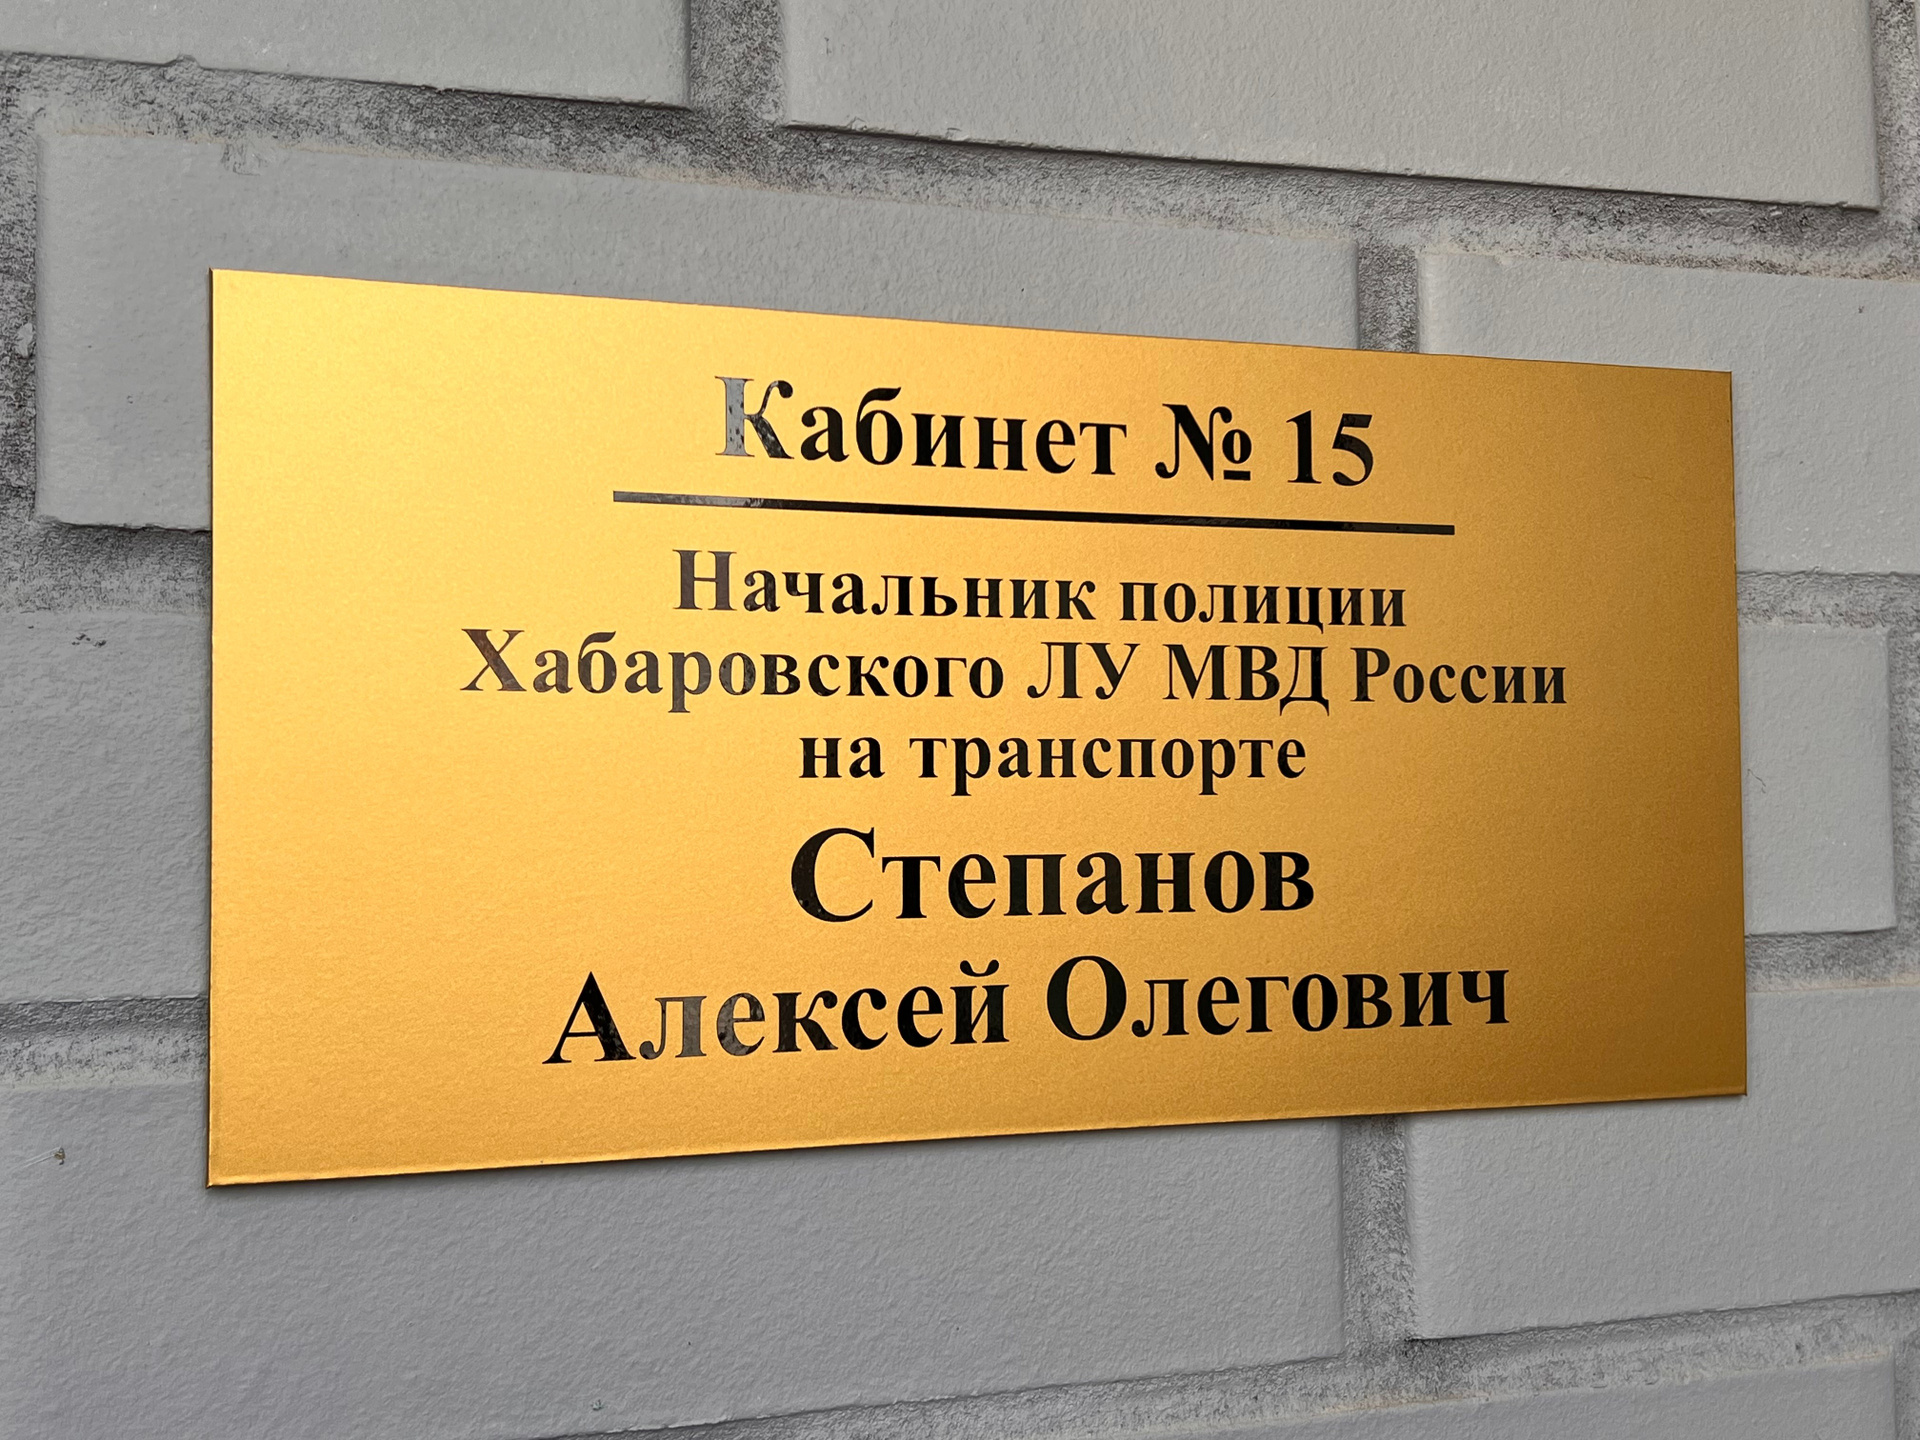 Кабинет № 15
Начальник полиции
Хабаровского ЛУ МВД России
на транспорте
Степанов
Алексей Олегович